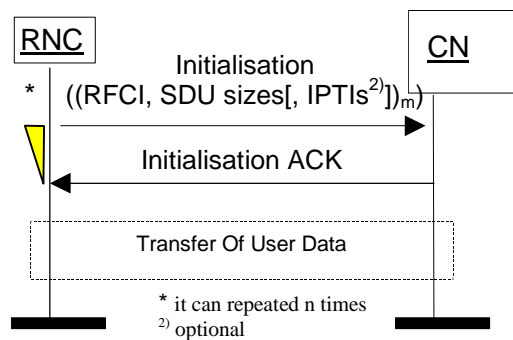 RNC
CN
Initialisation
* ((RFCI, SDU sizes[, IPTIs2)])m)
Initialisation ACK
Transfer Of User Data
* it can repeated n times
2) optional